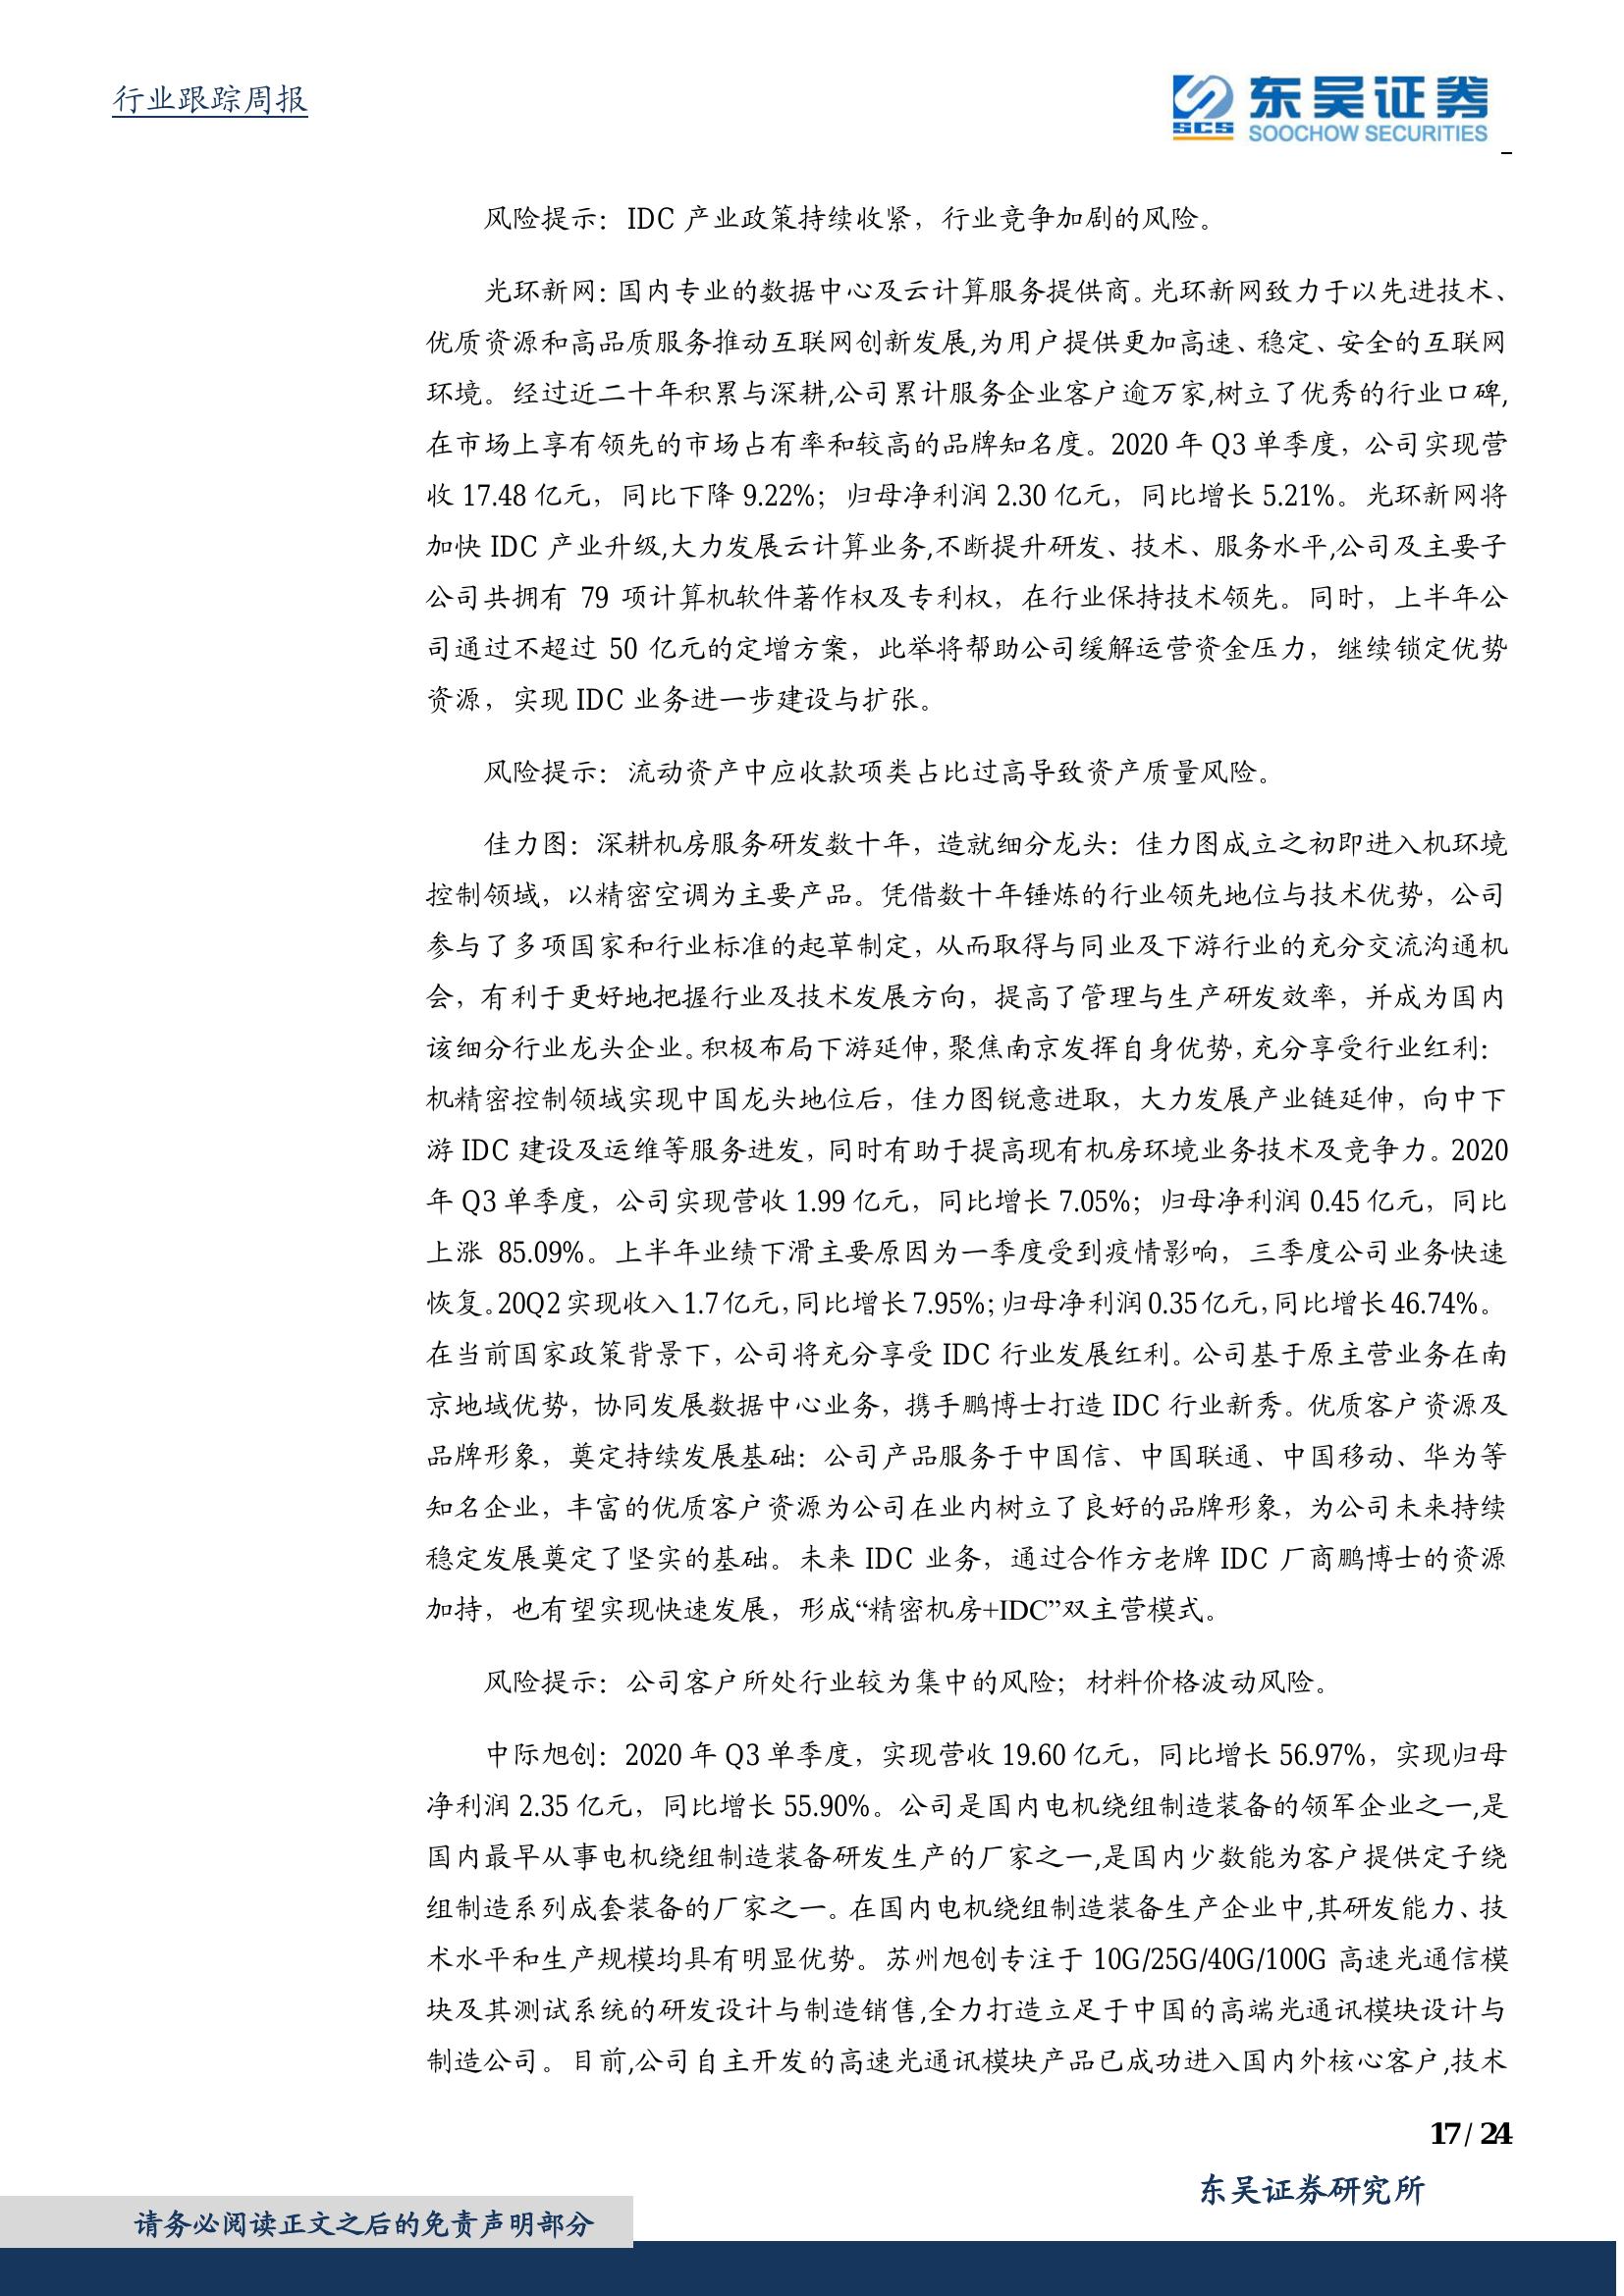 行业跟踪周报
东吴证券
SCS
SOOCHOW SECURITIES
风险提示：IDC 产业政策持续收紧，行业竞争加剧的风险。
光环新网：国内专业的数据中心及云计算服务提供商。光环新网致力于以先进技术、
优质资源和高品质服务推动互联网创新发展,为用户提供更加高速、稳定、安全的互联网
环境。经过近二十年积累与深耕,公司累计服务企业客户逾万家,树立了优秀的行业口碑,
在市场上享有领先的市场占有率和较高的品牌知名度。2020 年 Q3 单季度，公司实现营
收 17.48 亿元，同比下降 9.22%；归母净利润 2.30 亿元，同比增长 5.21%。光环新网将
加快 IDC 产业升级,大力发展云计算业务,不断提升研发、技术、服务水平,公司及主要子
公司共拥有 79 项计算机软件著作权及专利权，在行业保持技术领先。同时，上半年公
司通过不超过 50 亿元的定增方案，此举将帮助公司缓解运营资金压力，继续锁定优势
资源，实现 IDC 业务进一步建设与扩张。
风险提示：流动资产中应收款项类占比过高导致资产质量风险。
佳力图：深耕机房服务研发数十年，造就细分龙头：佳力图成立之初即进入机环境
控制领域，以精密空调为主要产品。凭借数十年锤炼的行业领先地位与技术优势，公司
参与了多项国家和行业标准的起草制定，从而取得与同业及下游行业的充分交流沟通机
会，有利于更好地把握行业及技术发展方向，提高了管理与生产研发效率，并成为国内
该细分行业龙头企业。积极布局下游延伸，聚焦南京发挥自身优势，充分享受行业红利：
机精密控制领域实现中国龙头地位后，佳力图锐意进取，大力发展产业链延伸，向中下
游 IDC 建设及运维等服务进发，同时有助于提高现有机房环境业务技术及竞争力。2020
年 Q3 单季度，公司实现营收 1.99 亿元，同比增长 7.05%；归母净利润 0.45 亿元，同比
上涨 85.09%。上半年业绩下滑主要原因为一季度受到疫情影响，三季度公司业务快速
恢复。20Q2 实现收入 1.7 亿元，同比增长 7.95%；归母净利润 0.35 亿元，同比增长 46.74%。
在当前国家政策背景下，公司将充分享受 IDC 行业发展红利。公司基于原主营业务在南
京地域优势，协同发展数据中心业务，携手鹏博士打造 IDC 行业新秀。优质客户资源及
品牌形象，奠定持续发展基础：公司产品服务于中国信、中国联通、中国移动、华为等
知名企业，丰富的优质客户资源为公司在业内树立了良好的品牌形象，为公司未来持续
稳定发展奠定了坚实的基础。未来 IDC 业务，通过合作方老牌 IDC 厂商鹏博士的资源
加持，也有望实现快速发展，形成“精密机房+IDC”双主营模式。
风险提示：公司客户所处行业较为集中的风险；材料价格波动风险。
中际旭创：2020 年 Q3 单季度，实现营收 19.60 亿元，同比增长 56.97%，实现归母
净利润 2.35 亿元，同比增长 55.90%。公司是国内电机绕组制造装备的领军企业之一,是
国内最早从事电机绕组制造装备研发生产的厂家之一,是国内少数能为客户提供定子绕
组制造系列成套装备的厂家之一。在国内电机绕组制造装备生产企业中,其研发能力、技
术水平和生产规模均具有明显优势。苏州旭创专注于 10G/25G/40G/100G 高速光通信模
块及其测试系统的研发设计与制造销售,全力打造立足于中国的高端光通讯模块设计与
制造公司。目前,公司自主开发的高速光通讯模块产品已成功进入国内外核心客户,技术
17 / 24
东吴证券研究所
请务必阅读正文之后的免责声明部分